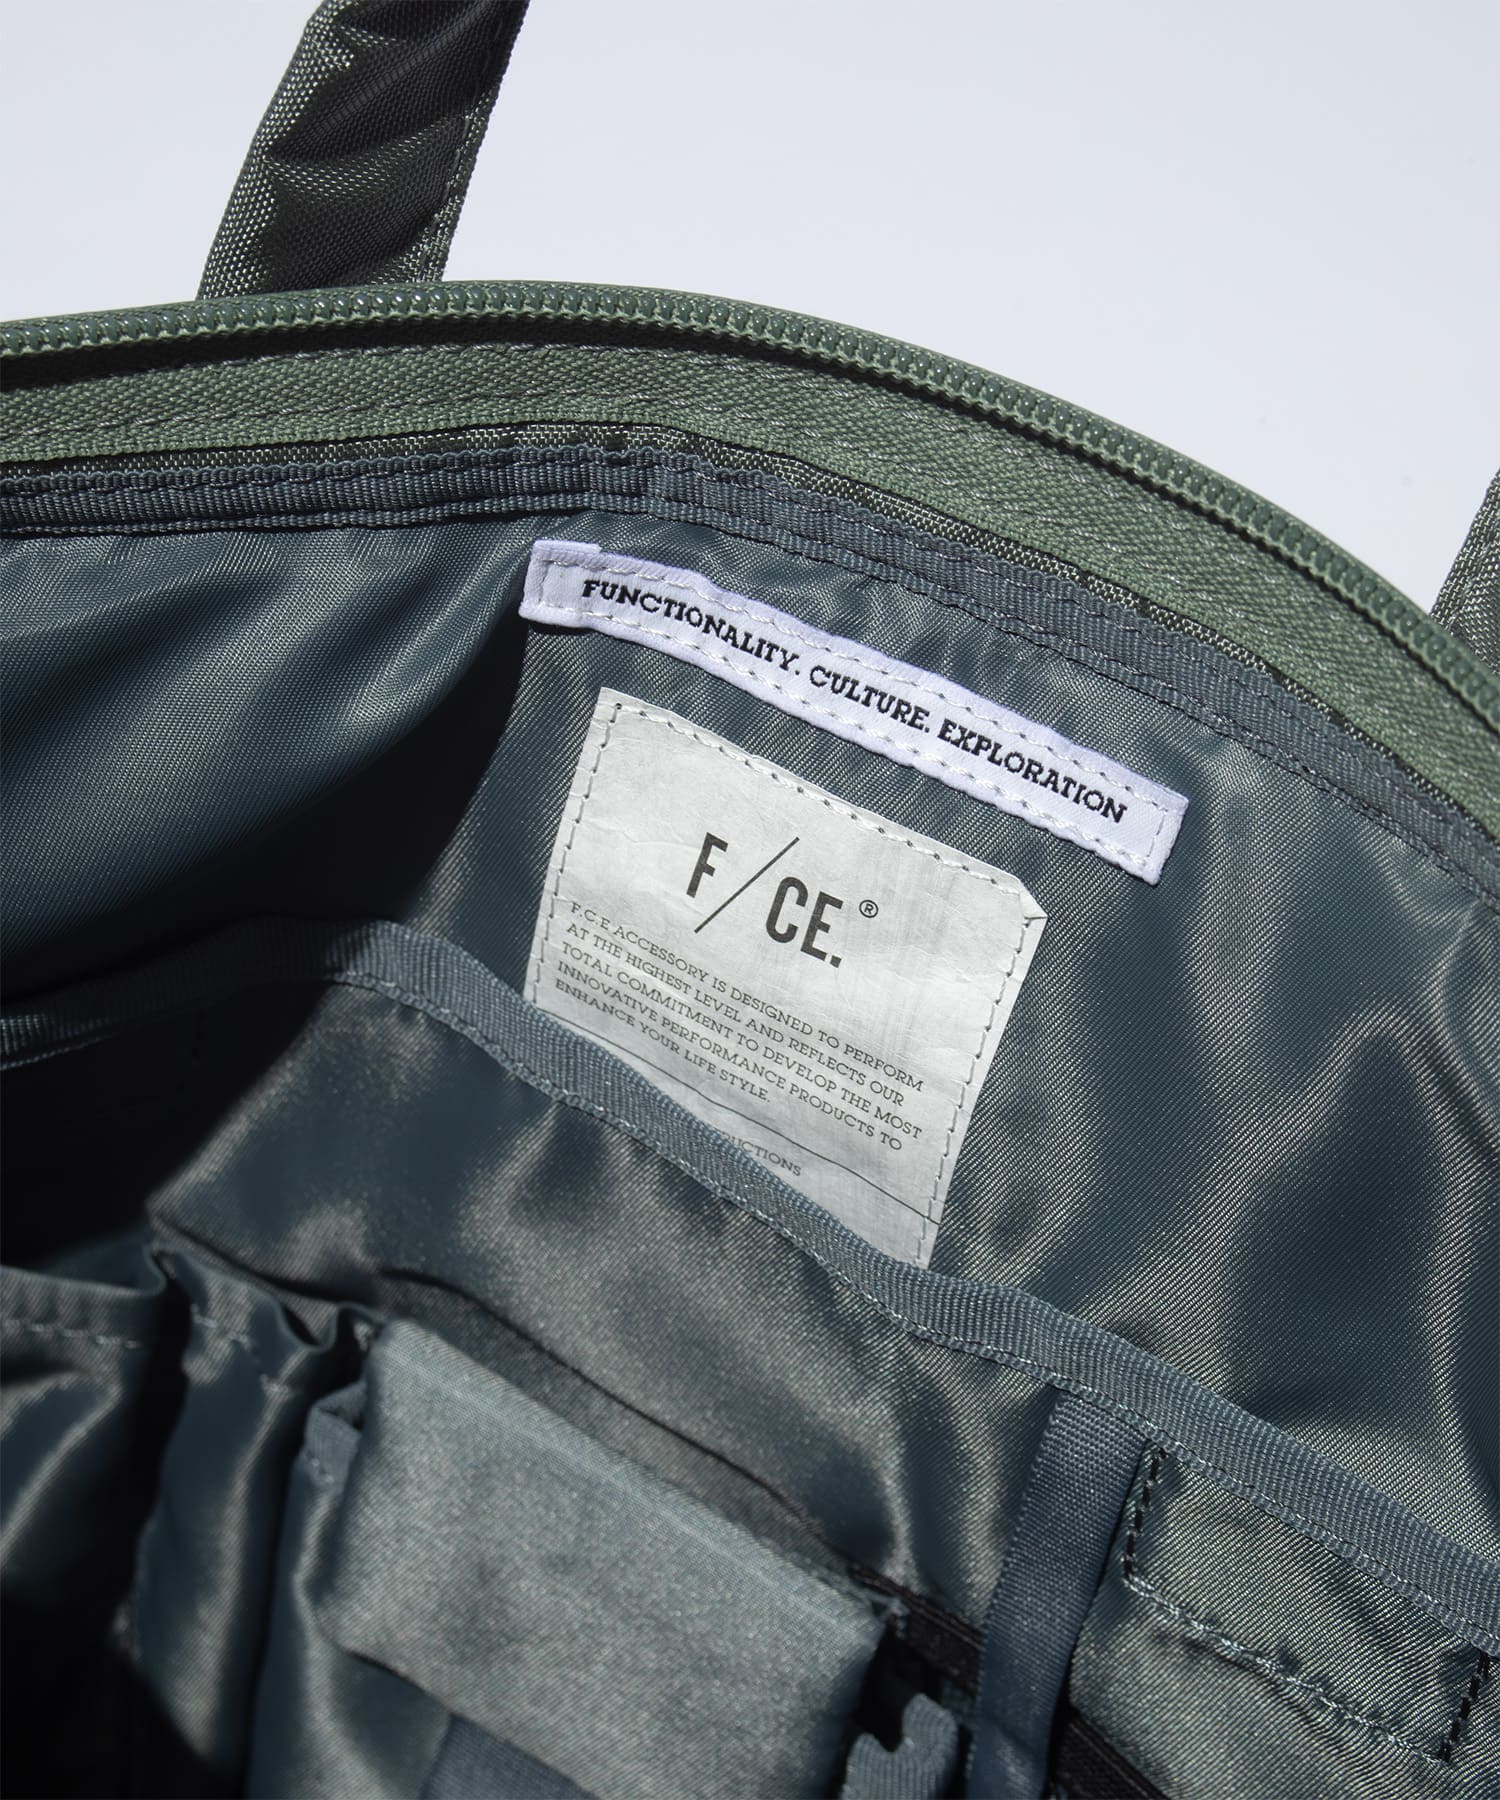 FUNCTIONALITY. CULTURE. EXPLORATION
F/CE.®
F.C.E ACCESSORY IS DESIGNED TO PERFORM
AT THE HIGHEST LEVEL AND REFLECTS OUR
TOTAL COMMITMENT TO DEVELOP THE MOST
INNOVATIVE PERFORMANCE PRODUCTS TO
ENHANCE YOUR LIFE STYLE.